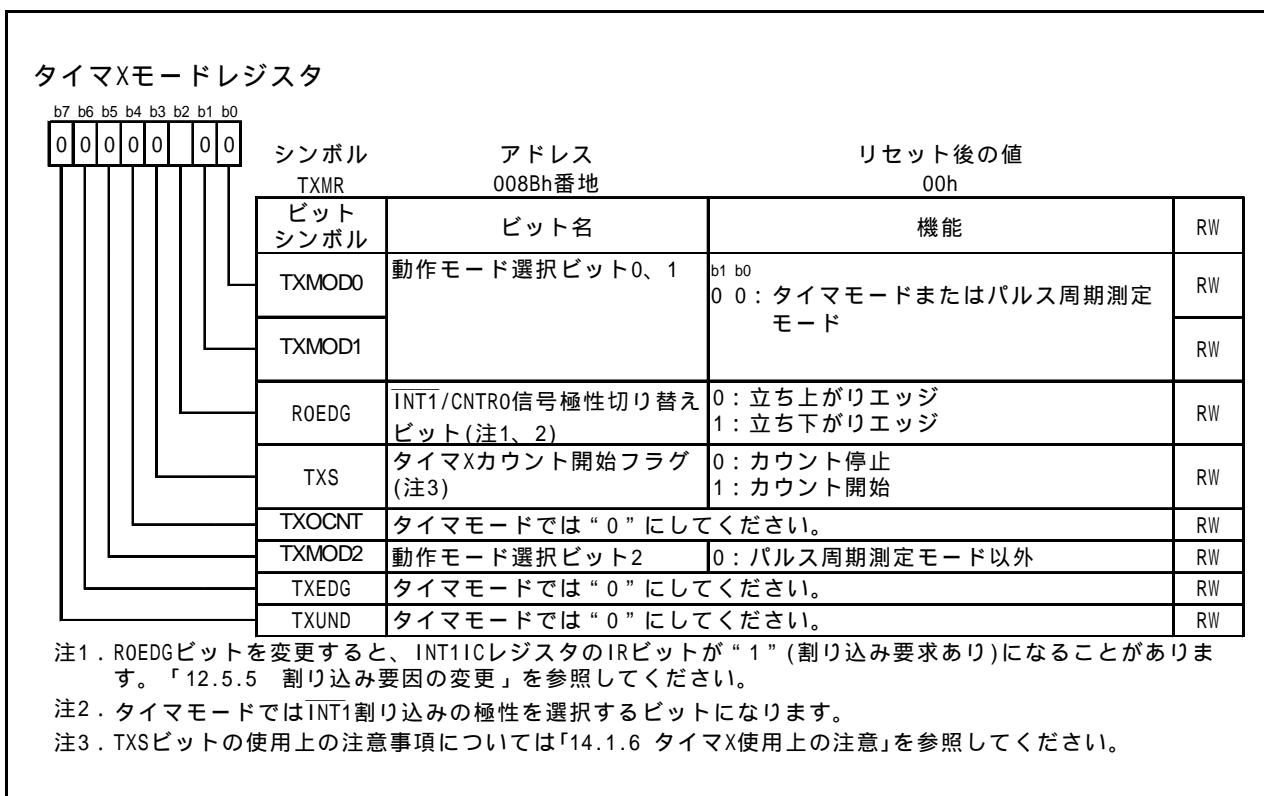 タイマXモードレジスタ
b7 b6 b5 b4 b3 b2 b1 b0
0 0 0 0 0 0 0
シンボル アドレス リセット後の値
TXMR 008Bh番地 00h
ビット
シンボル ビット名 機能 RW
TXMOD0 動作モード選択ビット0、1 b1 b0
0 0:タイマモードまたはパルス周期測定
モード RW
TXMOD1 RW
R0EDG INT1/CNTR0信号極性切り替え
ビット(注1、2) 0:立ち上がりエッジ
1:立ち下がりエッジ RW
TXS タイマXカウント開始フラグ
(注3) 0:カウント停止
1:カウント開始 RW
TXOCNT タイマモードでは“0”にしてください。 RW
TXMOD2 動作モード選択ビット2 0:パルス周期測定モード以外 RW
TXEDG タイマモードでは“0”にしてください。 RW
TXUND タイマモードでは“0”にしてください。 RW
注1.R0EDGビットを変更すると、INT1ICレジスタのIRビットが“1”(割り込み要求あり)になることがありま
す。「12.5.5 割り込み要因の変更」を参照してください。
注2.タイマモードではINT1割り込みの極性を選択するビットになります。
注3.TXSビットの使用上の注意事項については「14.1.6 タイマX使用上の注意」を参照してください。